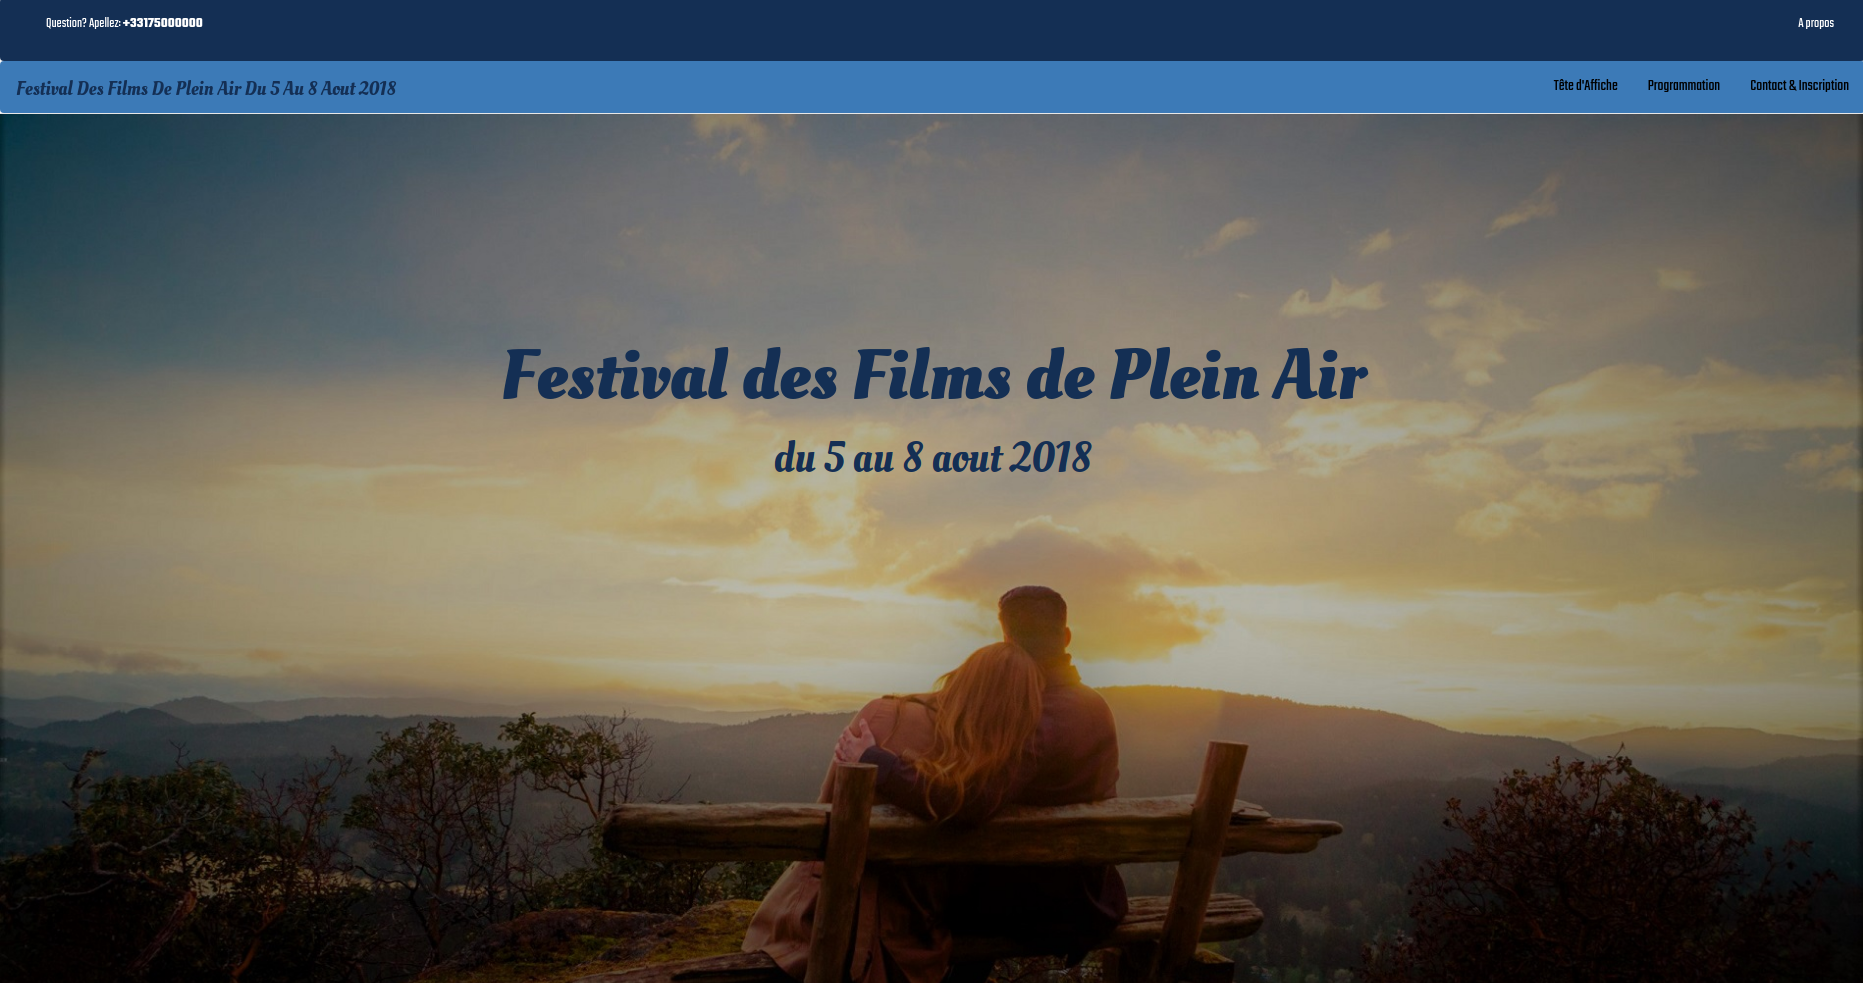 Question? Apellez: +33175000000
A propos
Festival Des Films De Plein Air Du 5 Au 8 Aout 2018
Tête d'Affiche
Programmation
Contact & Inscription
Festival des Films de Plein Air
du 5 au 8 aout 2018